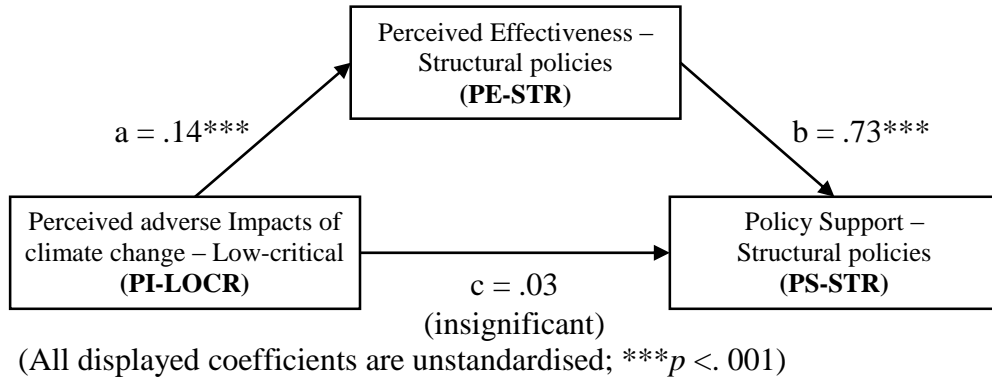 Perceived Effectiveness –
Structural policies
(PE-STR)
a = .14***
b = .73***
Perceived adverse Impacts of
climate change – Low-critical
(PI-LOCR)
Policy Support –
Structural policies
(PS-STR)
c = .03
(insignificant)
(All displayed coefficients are unstandardised; ***p <. 001)